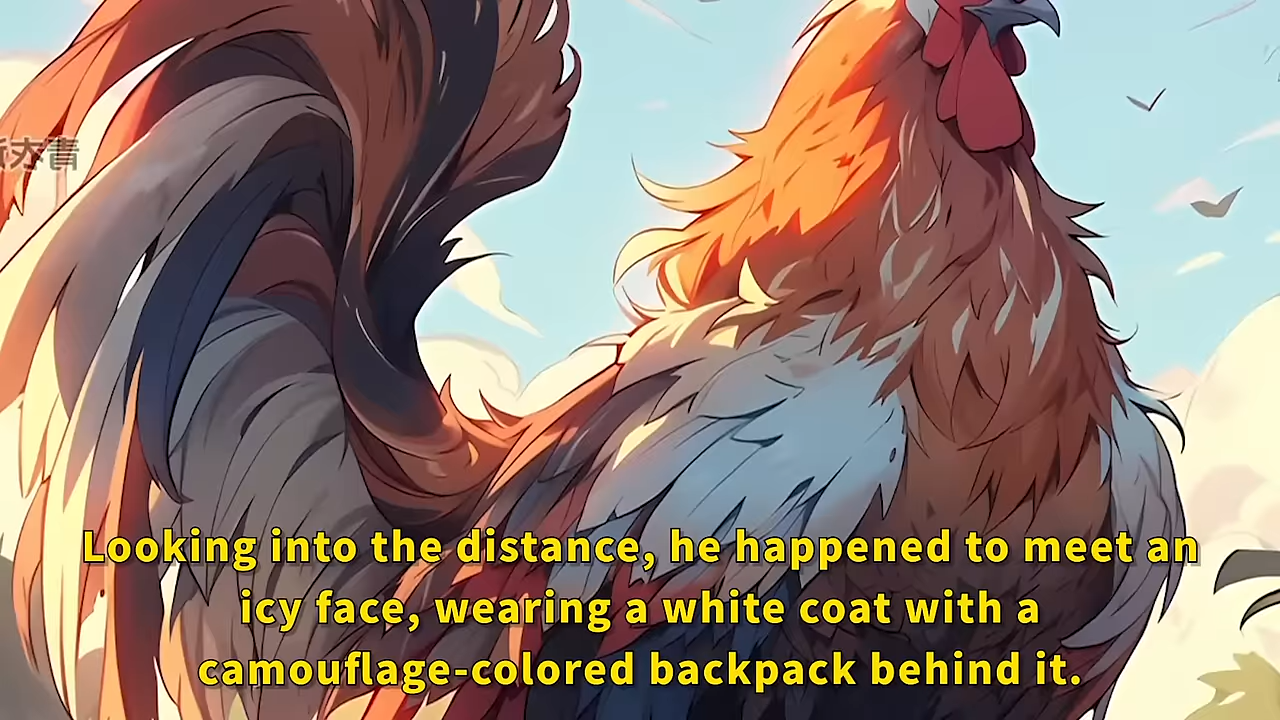 Looking into the distance, he happened to meet an
icy face, wearing a white coat with a
camouflage-colored backpack behind it.